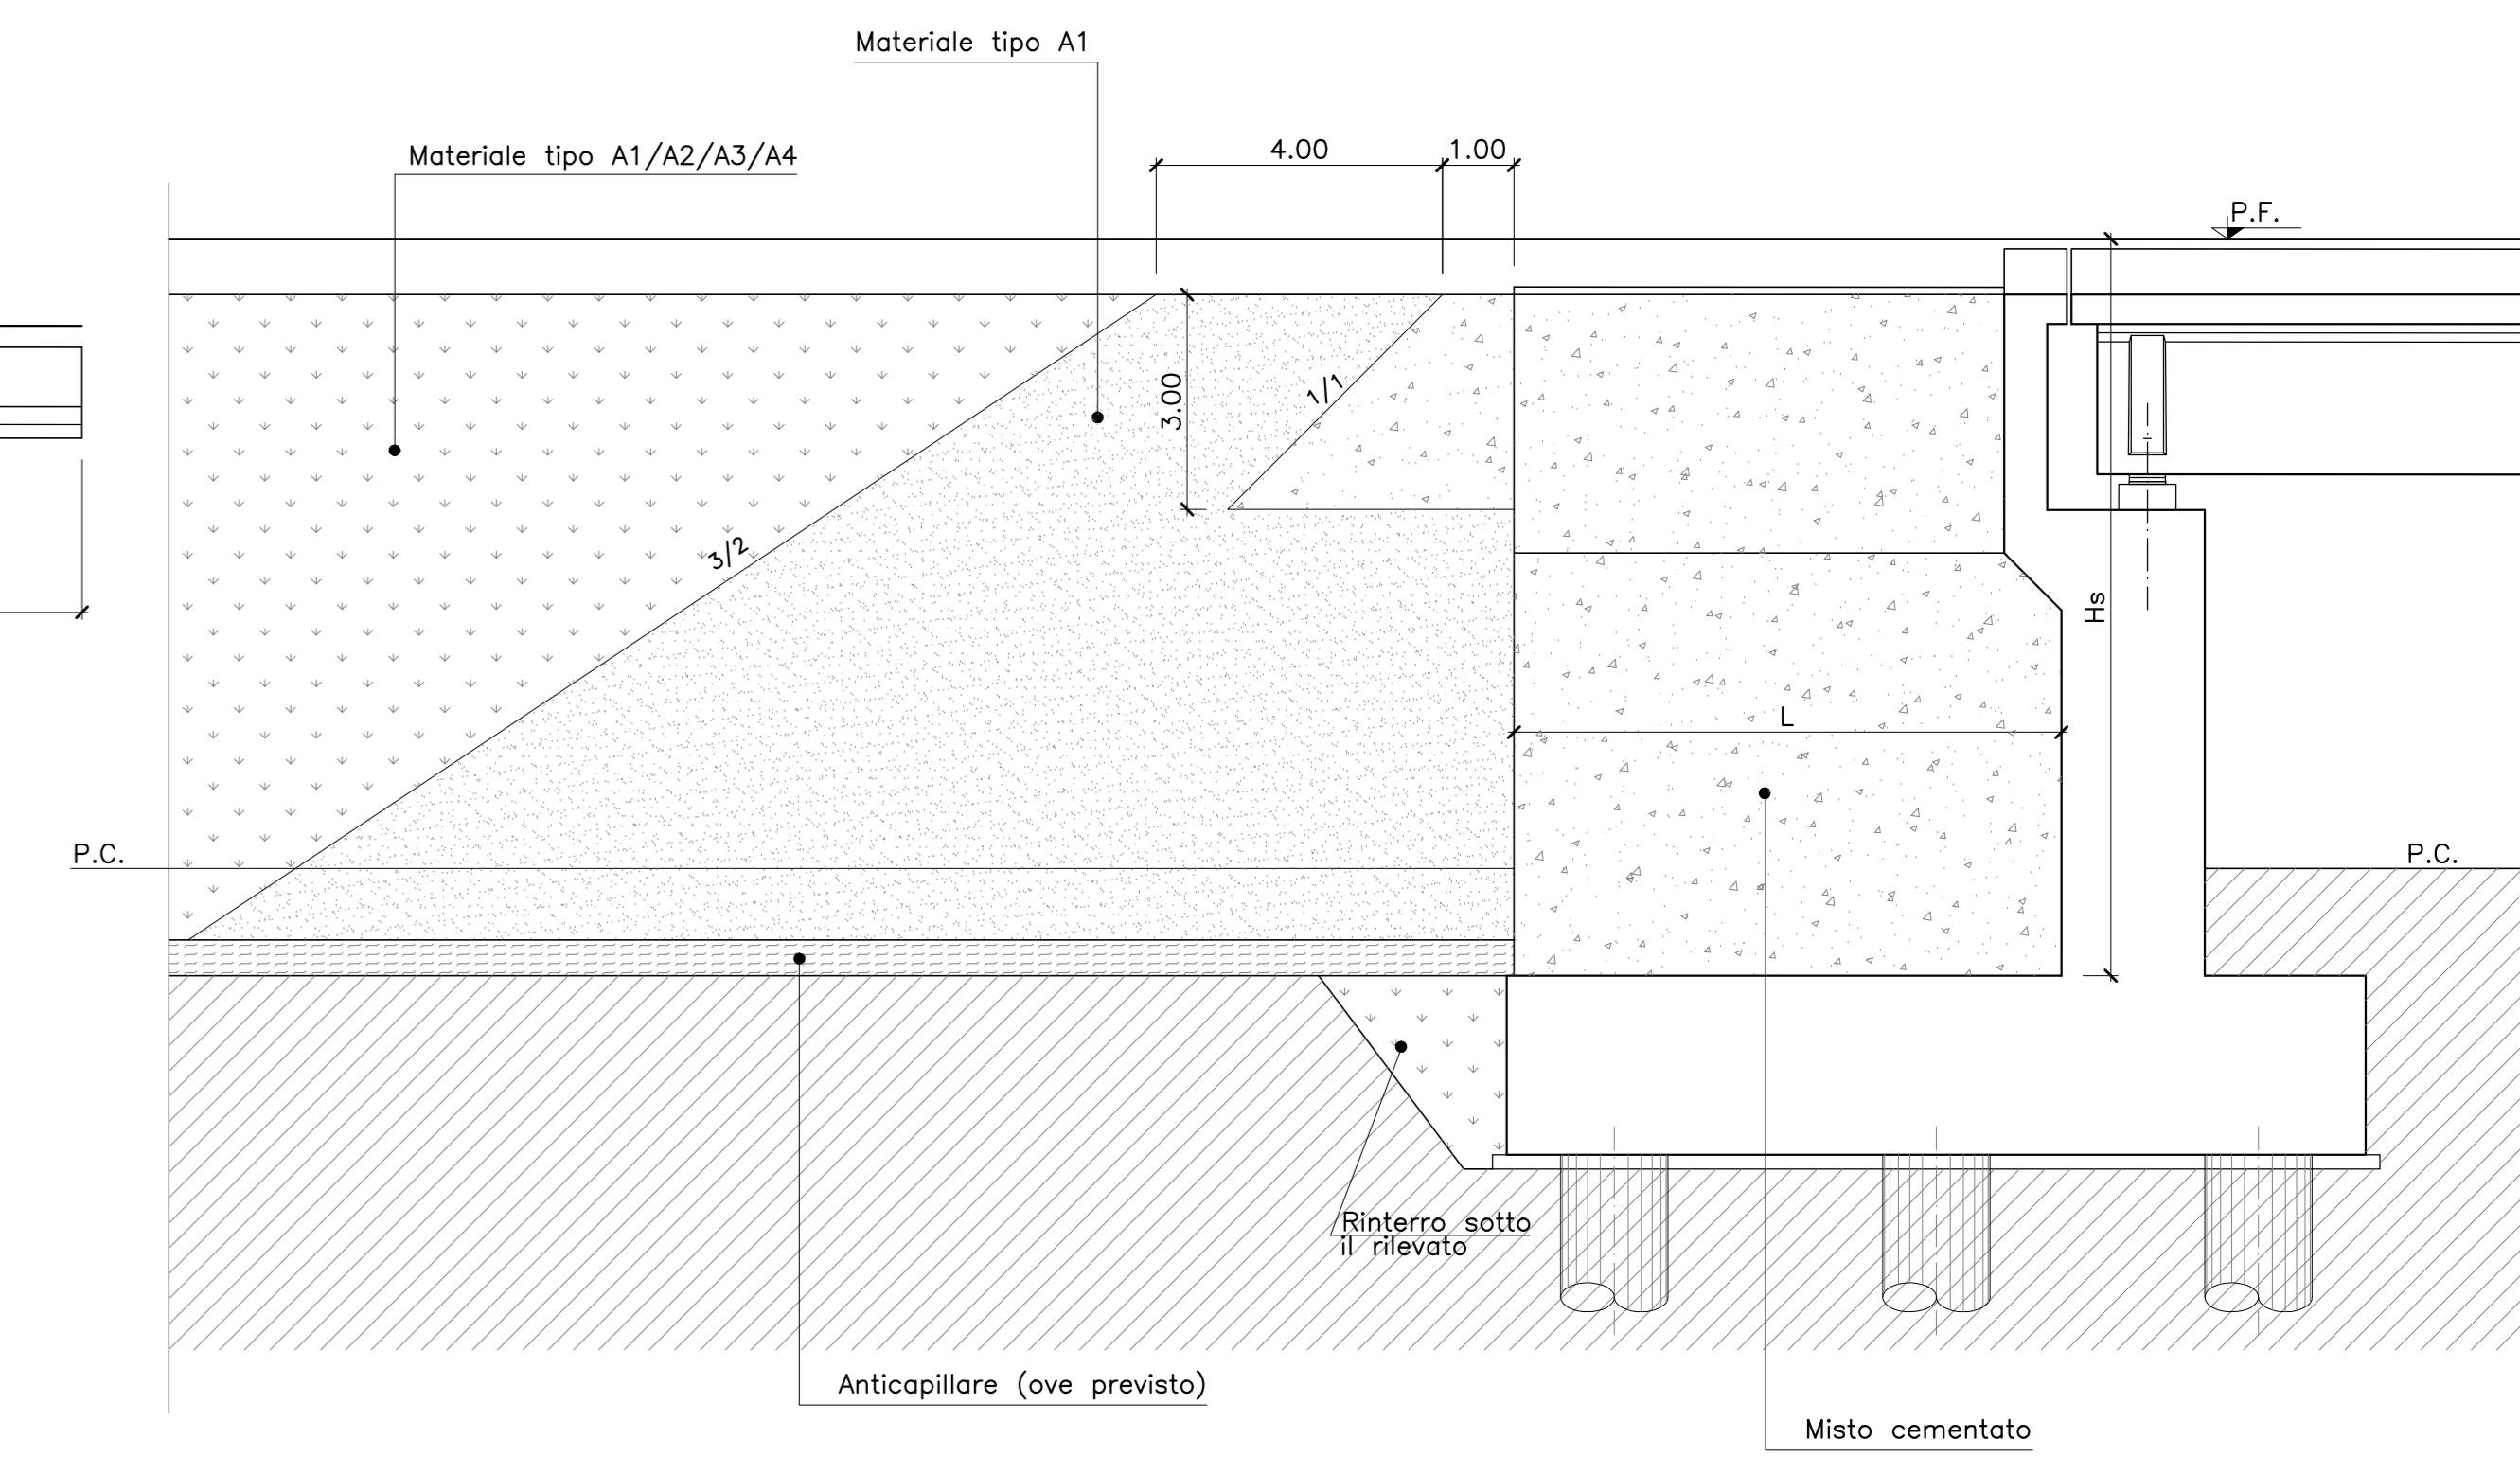 Materiale tipo A1
Materiale tipo A1/A2/A3/A4
4.00
1.00
P.F.
3.00
1/1
3/2
Hs
L
P.C.
P.C.
Rinterro sotto
il rilevato
Anticapillare (ove previsto)
Misto cementato